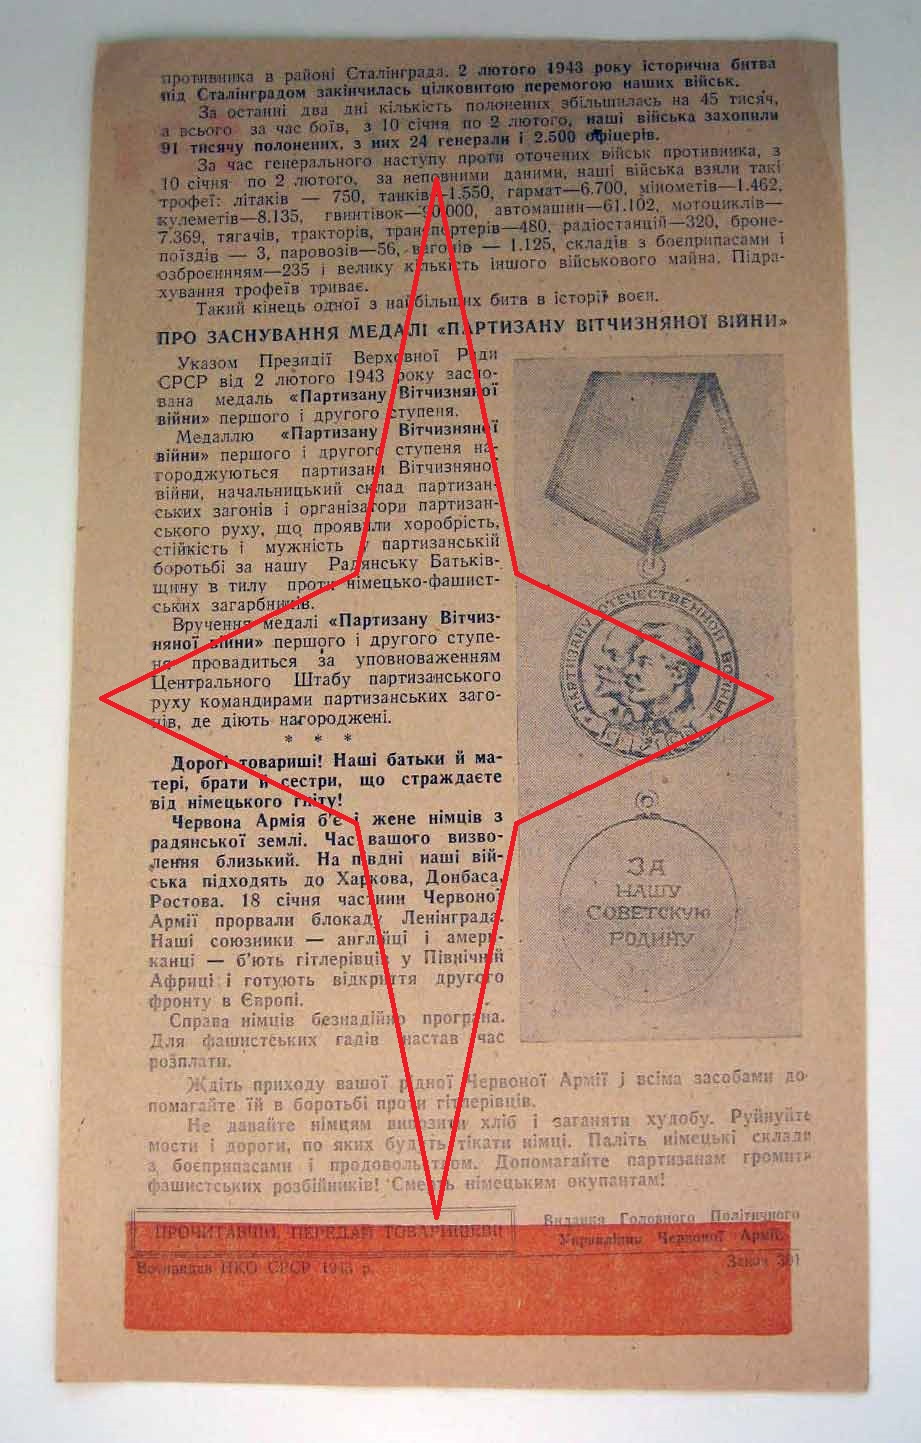 противника в районі Сталінграда. 2 лютого 1943 року історична битва
під Сталінградом закінчилась цілковитою перемогою наших військ.
За останні два дні кількість полонених збільшилась на 45 тисяч,
а всього за час боїв, з 10 січня по 2 лютого, наші війська захопили
91 тисячу полонених, з них 24 генерали і 2.500 офіцерів.
За час генерального наступу проти оточених військ противника, з
10 січня по 2 лютого, за неповними даними, наші війська взяли такі
трофеї: літаків — 750, танків—1.550, гармат—6.700, мінометів—1.462,
кулеметів—8.135, гвинтівок—90.000, автомашин—61.102, мотоциклів—
7.369, тягачів, тракторів, транспортерів—480, радіостанцій—320, броне-
поїздів — 3, паровозів—56, вагонів — 1.125, складів з боєприпасами і
озброєнням—235 і велику кількість іншого військового майна. Підра-
хування трофеїв триває.
Такий кінець одної з найбільших битв в історії воєн.
ПРО ЗАСНУВАННЯ МЕДАЛІ «ПАРТИЗАНУ ВІТЧИЗНЯНОЇ ВІЙНИ»
Указом Президії Верховної Ради
СРСР від 2 лютого 1943 року засно-
вана медаль «Партизану Вітчизняної
війни» першого і другого ступеня.
Медаллю «Партизану Вітчизняної
війни» першого і другого ступеня на-
городжуються партизани Вітчизняної
війни, начальницький склад партизан-
ських загонів і організатори партизан-
ського руху, що проявили хоробрість,
стійкість і мужність у партизанській
боротьбі за нашу Радянську Батьків-
щину в тилу проти німецько-фашист-
ських загарбників.
Вручення медалі «Партизану Вітчиз-
няної війни» першого і другого ступе-
ня провадиться за уповноваженням
Центрального Штабу партизанського
руху командирами партизанських заго-
нів, де діють нагороджені.
* * *
Дорогі товариші! Наші батьки й ма-
тері, брати й сестри, що страждаєте
від німецького гніту!
Червона Армія б'є і жене німців з
радянської землі. Час вашого визво-
лення близький. На півдні наші вій-
ська підходять до Харкова, Донбаса,
Ростова. 18 січня частини Червоної
Армії прорвали блокаду Ленінграда.
Наші союзники — англійці і амери-
канці — б'ють гітлерівців у Північній
Африці і готують відкриття другого
фронту в Європі.
Справа німців безнадійно програна.
Для фашистських гадів настав час
розплати.
Ждіть приходу вашої рідної Червоної Армії і всіма засобами до-
помагайте їй в боротьбі проти гітлерівців.
Не давайте німцям вивозити хліб і заганяти худобу. Руйнуйте
мости і дороги, по яких будуть тікати німці. Паліть німецькі склади
з боєприпасами і продовольством. Допомагайте партизанам громити
фашистських розбійників! Смерть німецьким окупантам!
ПАРТИЗАНУ ОТЕЧЕСТВЕННОЙ ВОЙНЫ
ЗА
НАШУ
СОВЕТСКУЮ
РОДИНУ
ПРОЧИТАВШИ, ПЕРЕДАЙ ТОВАРИШЕВІ
Видання Головного Політичного
Управління Червоної Армії.
Воєнвидав НКО СРСР 1943 р.
Заказ 301